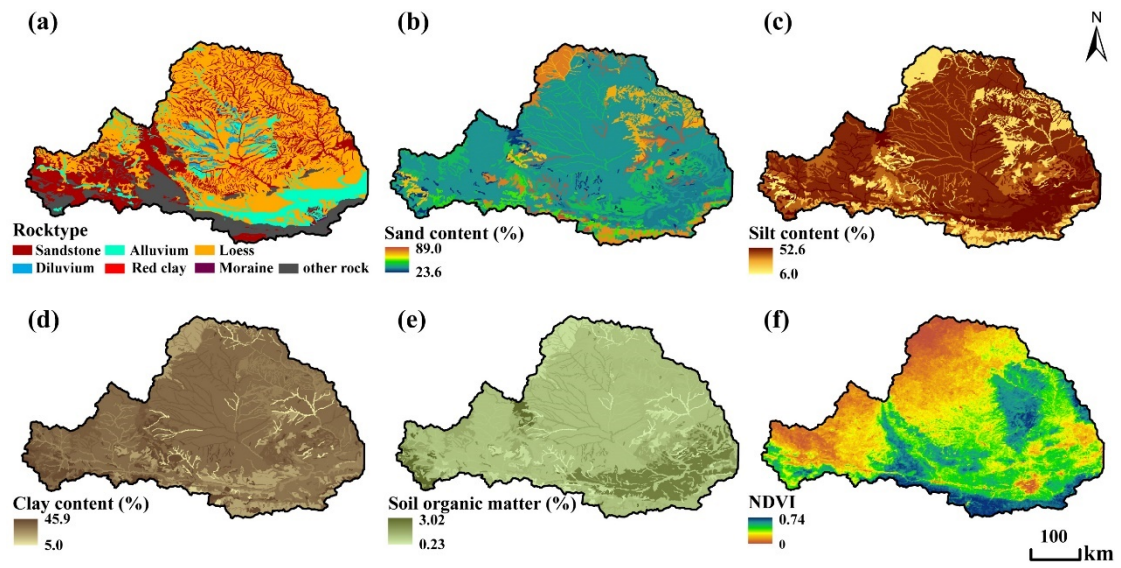 (a)
(b)
(c)
N
Rocktype
Sandstone Alluvium Loess
Diluvium Red clay Moraine other rock
Sand content (%)
89.0
23.6
Silt content (%)
52.6
6.0
(d)
(e)
(f)
Clay content (%)
45.9
5.0
Soil organic matter (%)
3.02
0.23
NDVI
0.74
0
100
km